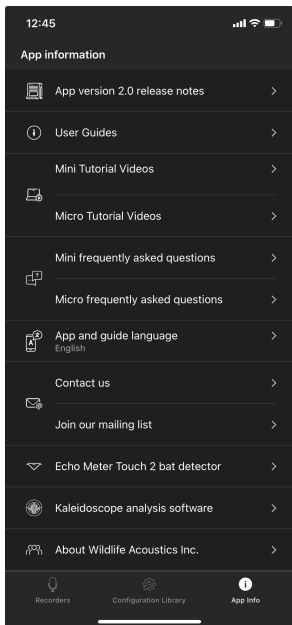 12:45
App information
App version 2.0 release notes
User Guides
Mini Tutorial Videos
Micro Tutorial Videos
Mini frequently asked questions
Micro frequently asked questions
App and guide language
English
Contact us
Join our mailing list
Echo Meter Touch 2 bat detector
Kaleidoscope analysis software
About Wildlife Acoustics Inc.
Recorders
Configuration Library
App Info